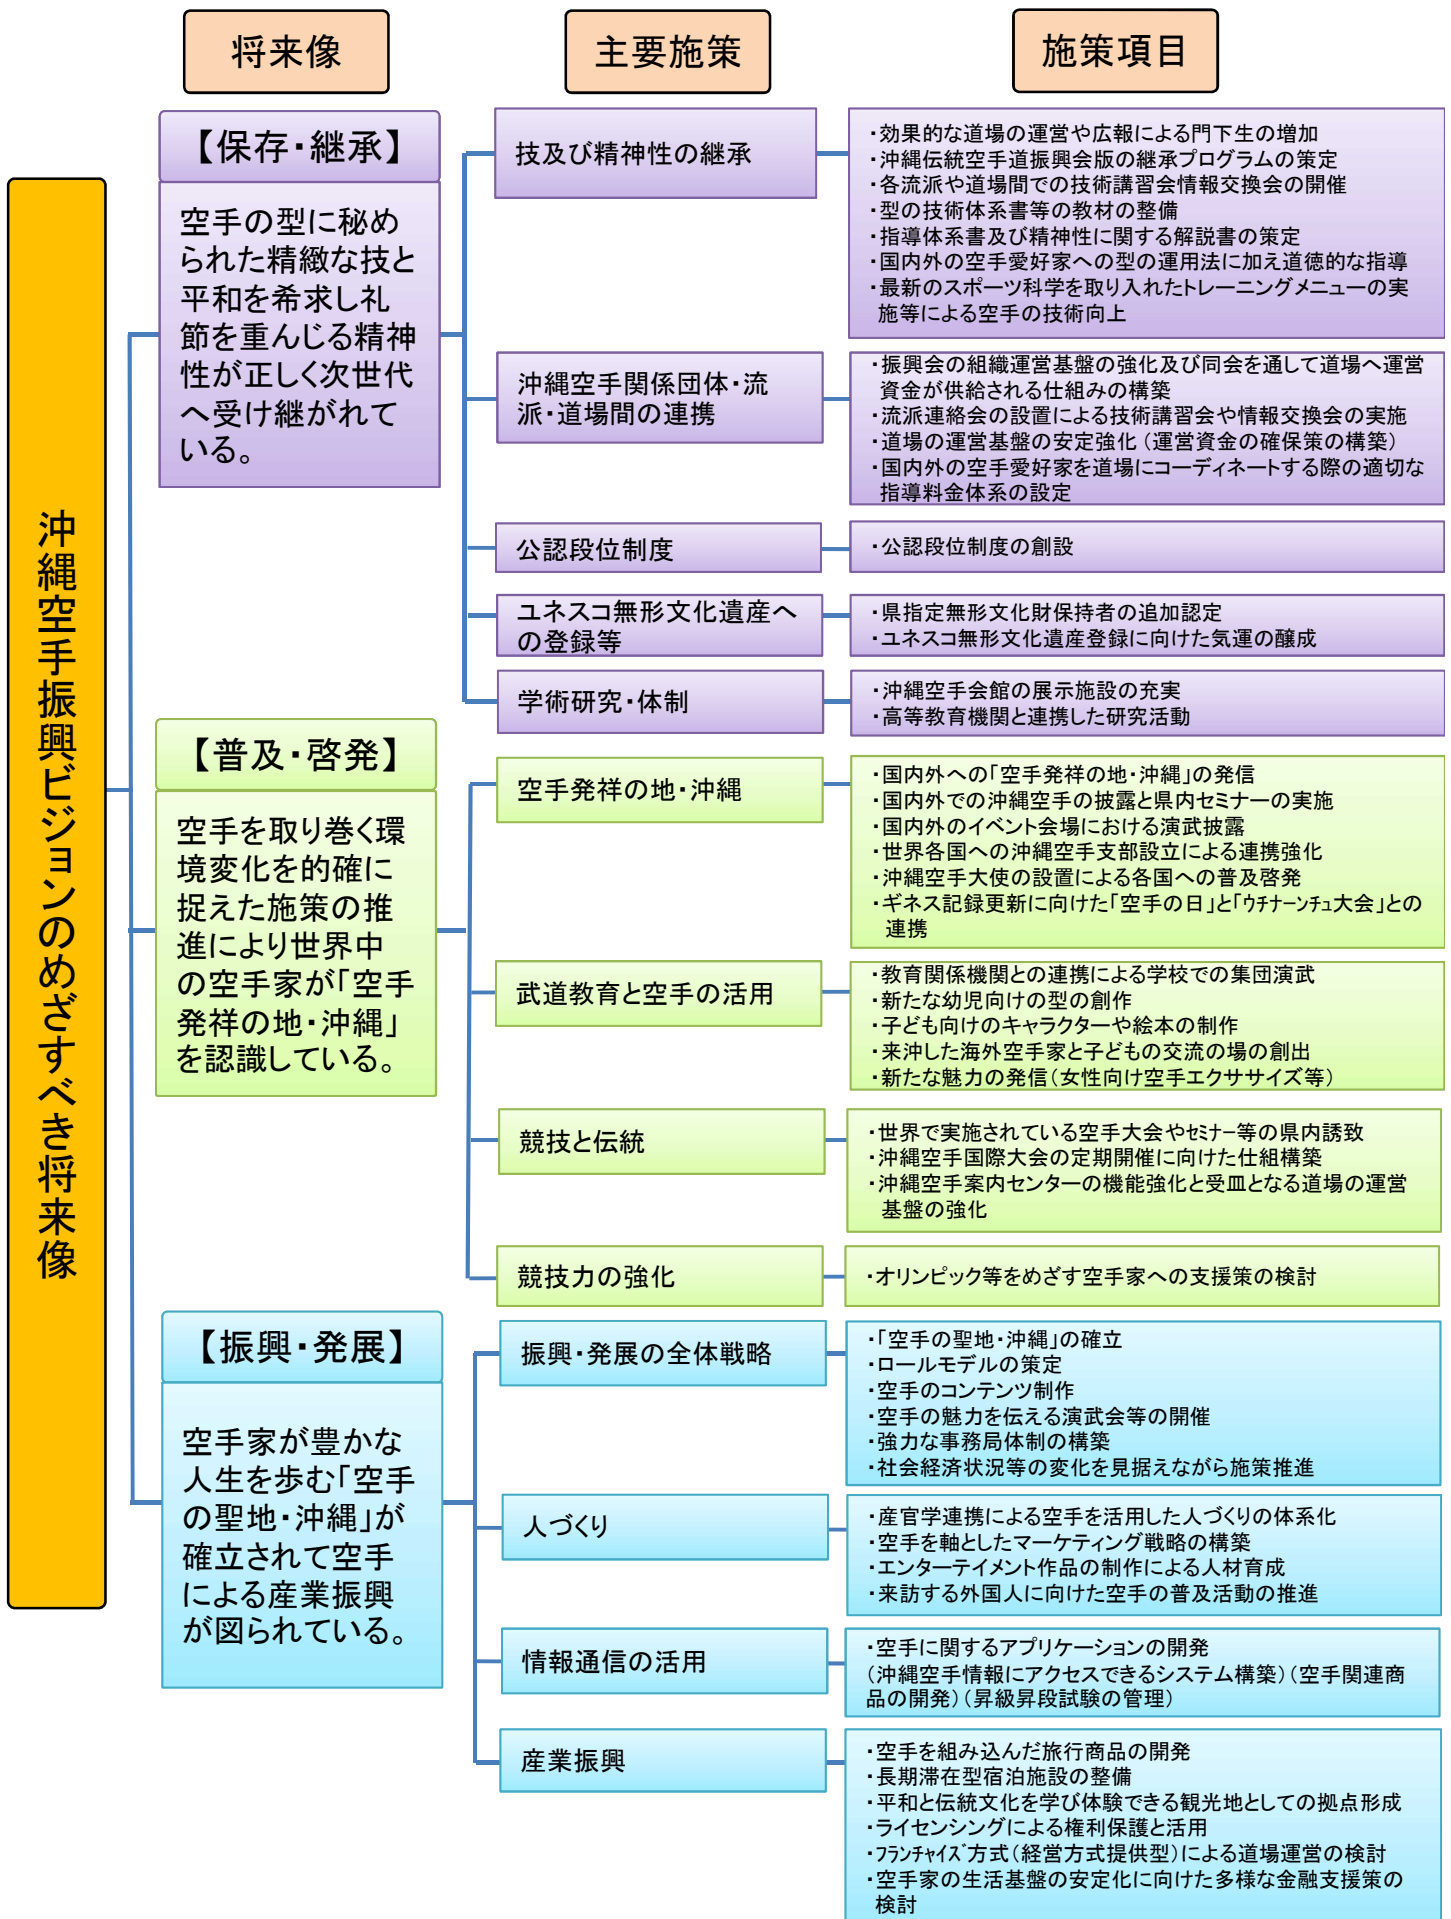 将来像
主要施策
施策項目
沖縄空手振興ビジョンのめざすべき将来像
【保存・継承】
空手の型に秘め
られた精緻な技と
平和を希求し礼
節を重んじる精神
性が正しく次世代
へ受け継がれて
いる。
技及び精神性の継承
・効果的な道場の運営や広報による門下生の増加
・沖縄伝統空手道振興会版の継承プログラムの策定
・各流派や道場間での技術講習会情報交換会の開催
・型の技術体系書等の教材の整備
・指導体系書及び精神性に関する解説書の策定
・国内外の空手愛好家への型の運用法に加え道徳的な指導
・最新のスポーツ科学を取り入れたトレーニングメニューの実
施等による空手の技術向上
沖縄空手関係団体・流
派・道場間の連携
・振興会の組織運営基盤の強化及び同会を通して道場へ運営
資金が供給される仕組みの構築
・流派連絡会の設置による技術講習会や情報交換会の実施
・道場の運営基盤の安定強化（運営資金の確保策の構築）
・国内外の空手愛好家を道場にコーディネートする際の適切な
指導料金体系の設定
公認段位制度
・公認段位制度の創設
ユネスコ無形文化遺産へ
の登録等
・県指定無形文化財保持者の追加認定
・ユネスコ無形文化遺産登録に向けた気運の醸成
学術研究・体制
・沖縄空手会館の展示施設の充実
・高等教育機関と連携した研究活動
【普及・啓発】
空手を取り巻く環
境変化を的確に
捉えた施策の推
進により世界中
の空手家が「空手
発祥の地・沖縄」
を認識している。
空手発祥の地・沖縄
・国内外への「空手発祥の地・沖縄」の発信
・国内外での沖縄空手の披露と県内セミナーの実施
・国内外のイベント会場における演武披露
・世界各国への沖縄空手支部設立による連携強化
・沖縄空手大使の設置による各国への普及啓発
・ギネス記録更新に向けた「空手の日」と「ｳﾁﾅｰﾝﾁｭ大会」との
連携
武道教育と空手の活用
・教育関係機関との連携による学校での集団演武
・新たな幼児向けの型の創作
・子ども向けのキャラクターや絵本の制作
・来沖した海外空手家と子どもの交流の場の創出
・新たな魅力の発信（女性向け空手エクササイズ等）
競技と伝統
・世界で実施されている空手大会やｾﾐﾅｰ等の県内誘致
・沖縄空手国際大会の定期開催に向けた仕組構築
・沖縄空手案内センターの機能強化と受皿となる道場の運営
基盤の強化
競技力の強化
・オリンピック等をめざす空手家への支援策の検討
【振興・発展】
空手家が豊かな
人生を歩む「空手
の聖地・沖縄」が
確立されて空手
による産業振興
が図られている。
振興・発展の全体戦略
・「空手の聖地・沖縄」の確立
・ロールモデルの策定
・空手のコンテンツ制作
・空手の魅力を伝える演武会等の開催
・強力な事務局体制の構築
・社会経済状況等の変化を見据えながら施策推進
人づくり
・産官学連携による空手を活用した人づくりの体系化
・空手を軸としたマーケティング戦略の構築
・エンターテイメント作品の制作による人材育成
・来訪する外国人に向けた空手の普及活動の推進
情報通信の活用
・空手に関するアプリケーションの開発
（沖縄空手情報にアクセスできるシステム構築）（空手関連商
品の開発）（昇級昇段試験の管理）
産業振興
・空手を組み込んだ旅行商品の開発
・長期滞在型宿泊施設の整備
・平和と伝統文化を学び体験できる観光地としての拠点形成
・ライセンシングによる権利保護と活用
・ﾌﾗﾝﾁｬｲｽﾞ方式（経営方式提供型）による道場運営の検討
・空手家の生活基盤の安定化に向けた多様な金融支援策の
検討